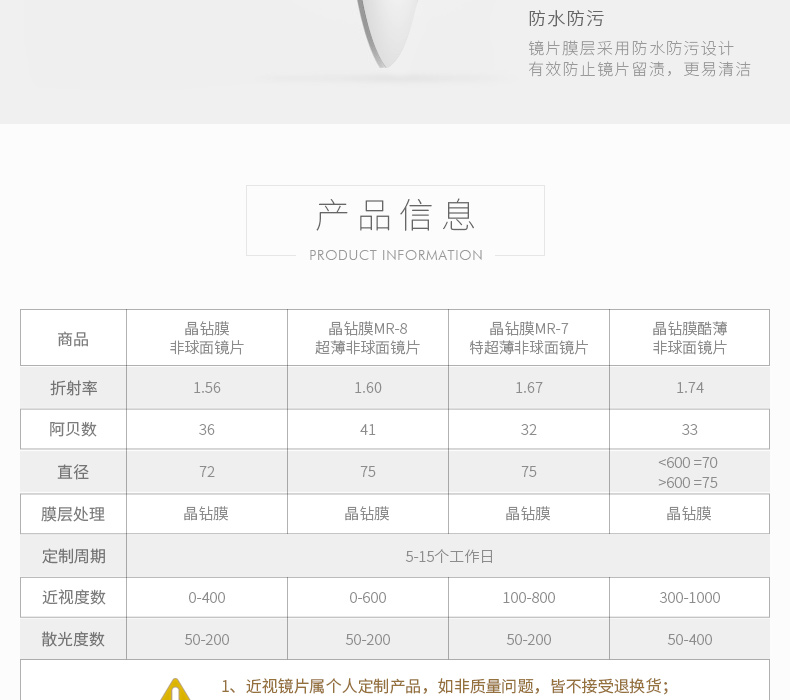 防水防污
镜片膜层采用防水防污设计
有效防止镜片留渍，更易清洁
产品信息
PRODUCT INFORMATION
商品
晶钻膜
非球面镜片
晶钻膜MR-8
超薄非球面镜片
晶钻膜MR-7
特超薄非球面镜片
晶钻膜酷薄
非球面镜片
折射率
1.56
1.60
1.67
1.74
阿贝数
36
41
32
33
直径
72
75
75
<600 =70
>600 =75
膜层处理
晶钻膜
晶钻膜
晶钻膜
晶钻膜
定制周期
5-15个工作日
近视度数
0-400
0-600
100-800
300-1000
散光度数
50-200
50-200
50-200
50-400
1、近视镜片属个人定制产品，如非质量问题，皆不接受退换货；